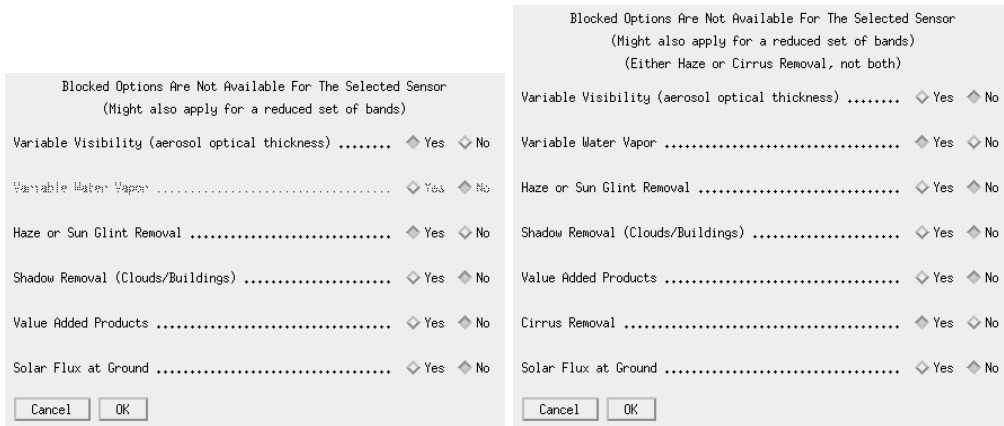 Blocked Options Are Not Available For The Selected Sensor
(Might also apply for a reduced set of bands)
Variable Visibility (aerosol optical thickness) ........ Yes No
Variable Water Vapor .................................. Yes No
Haze or Sun Glint Removal .............................. Yes No
Shadow Removal (Clouds/Buildings) ...................... Yes No
Value Added Products .................................. Yes No
Solar Flux at Ground .................................. Yes No
Cancel OK
Blocked Options Are Not Available For The Selected Sensor
(Might also apply for a reduced set of bands)
(Either Haze or Cirrus Removal, not both)
Variable Visibility (aerosol optical thickness) ........ Yes No
Variable Water Vapor .................................. Yes No
Haze or Sun Glint Removal .............................. Yes No
Shadow Removal (Clouds/Buildings) ...................... Yes No
Value Added Products .................................. Yes No
Cirrus Removal ........................................ Yes No
Solar Flux at Ground .................................. Yes No
Cancel OK